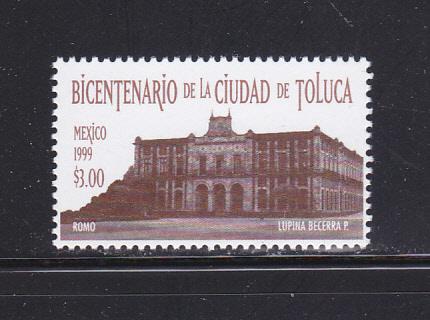 BICENTENARIO DE LA CIUDAD DE TOLUCA
MEXICO
1999
$3.00
ROMO
LUPINA BECERRA P.